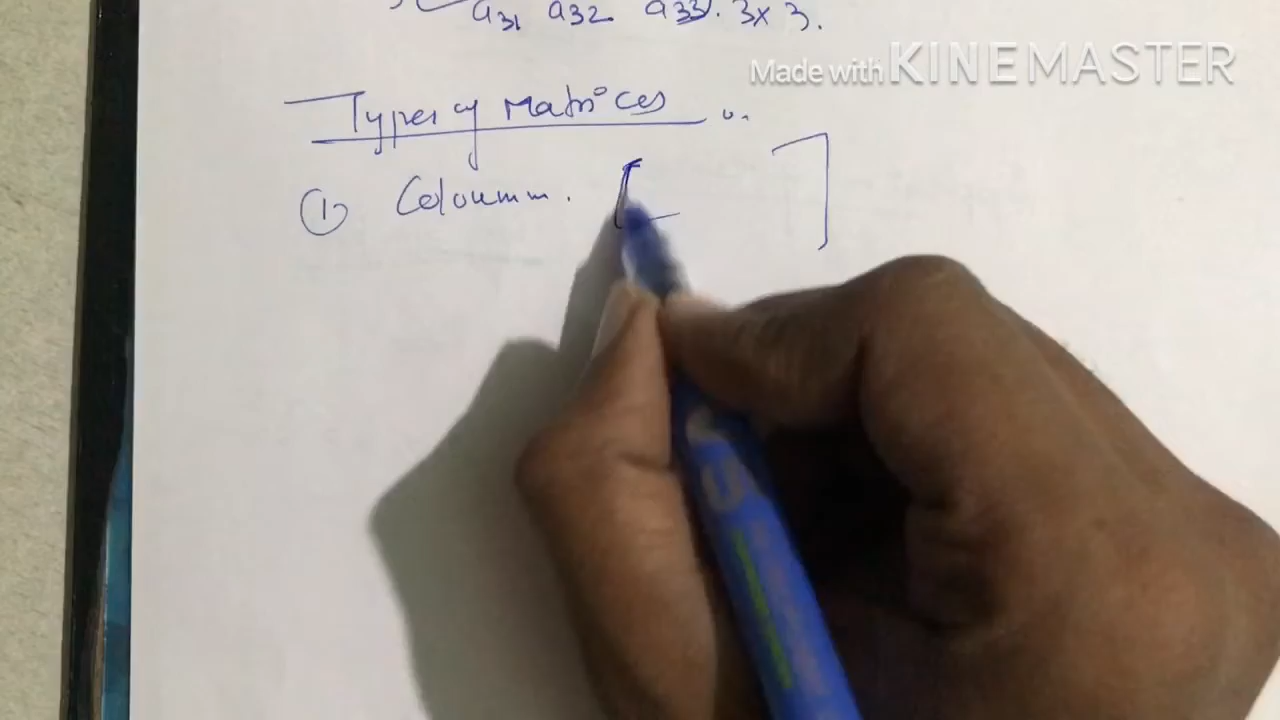 a31 a32 a33 . 3x3.
Made with KINEMASTER
Types of Matrices
① Coloumn. [ ]